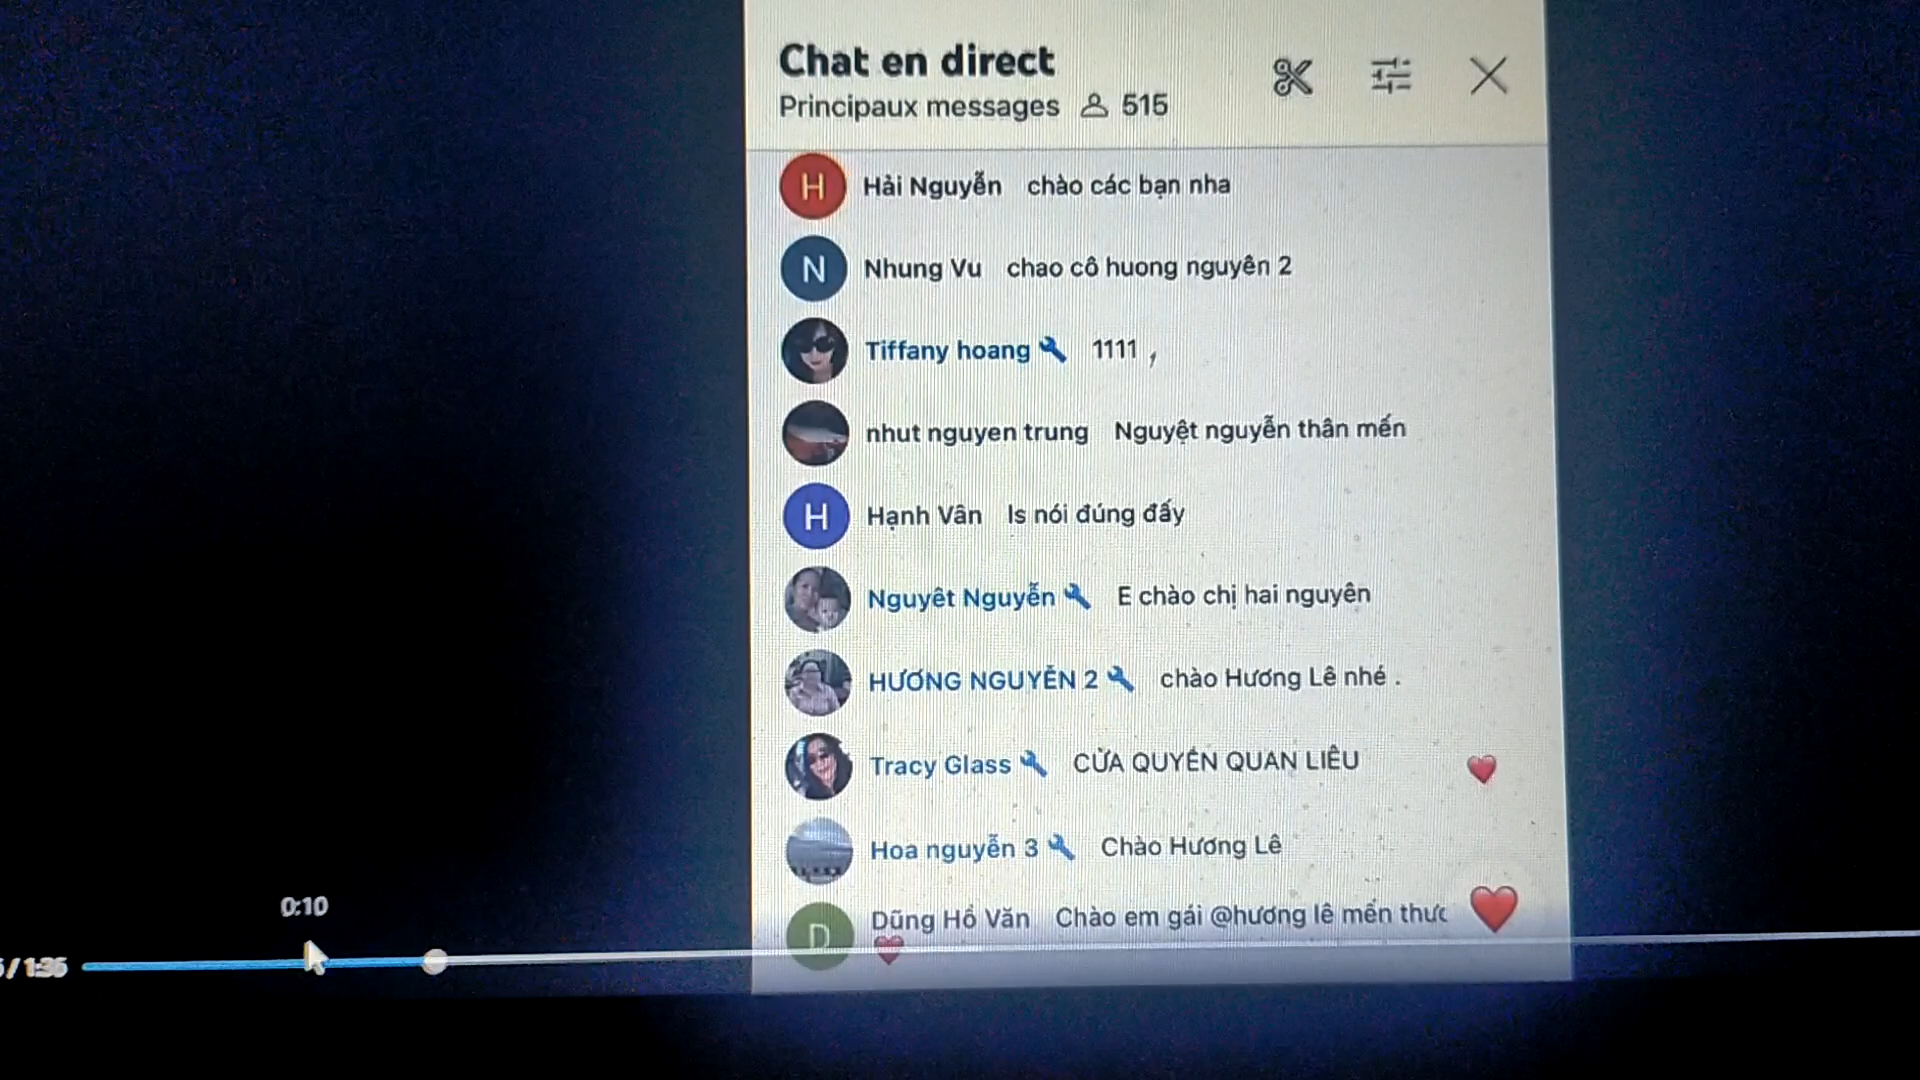 Chat en direct
Principaux messages 515
H Hải Nguyễn chào các bạn nha
N Nhung Vu chao cô huong nguyên 2
Tiffany hoang 1111 ,
nhut nguyen trung Nguyệt nguyễn thân mến
H Hạnh Vân Is nói đúng đấy
Nguyêt Nguyễn E chào chị hai nguyên
HƯƠNG NGUYỄN 2 chào Hương Lê nhé .
Tracy Glass CỬA QUYỀN QUAN LIÊU
Hoa nguyễn 3 Chào Hương Lê
D Dũng Hồ Văn Chào em gái @hương lê mến thươ
0:10
/ 1:35